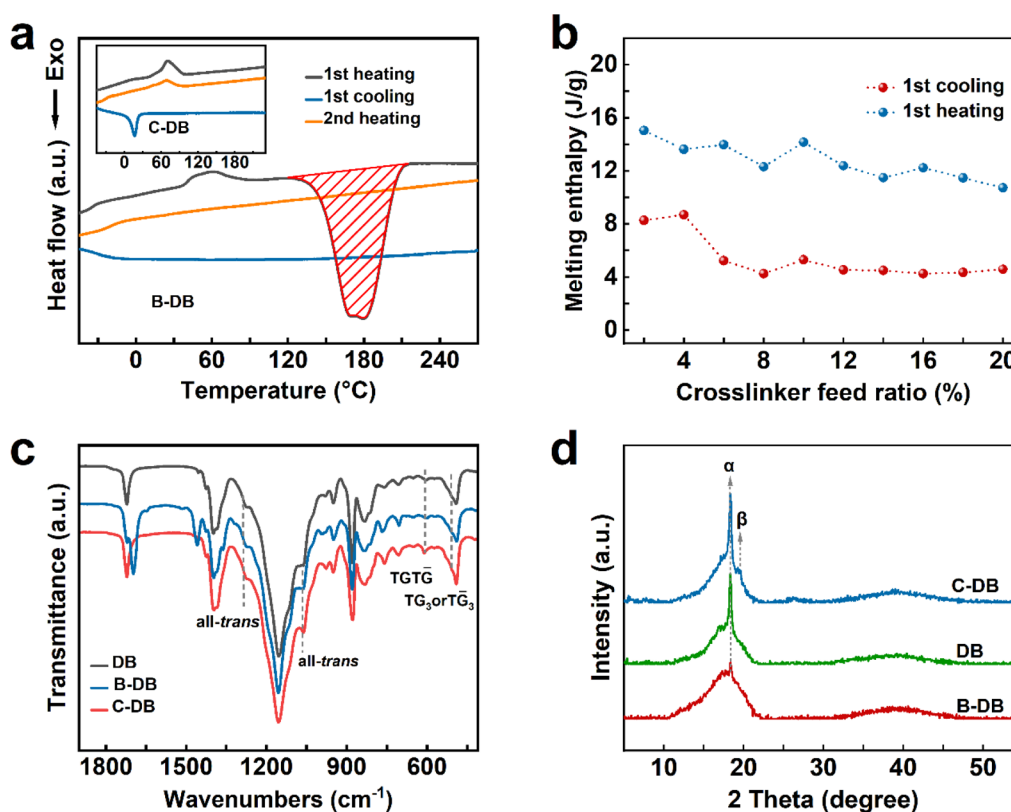 a
Exo
Heat flow (a.u.)
C-DB
0 60 120 180
1st heating
1st cooling
2nd heating
B-DB
0 60 120 180 240
Temperature (°C)
b
Melting enthalpy (J/g)
20
16
12
8
4
0
1st cooling
1st heating
4 8 12 16 20
Crosslinker feed ratio (%)
c
Transmittance (a.u.)
all-trans
all-trans
TGTG̅
TG₃orTG̅₃
DB
B-DB
C-DB
1900 1500 1200 900 600
Wavenumbers (cm⁻¹)
d
Intensity (a.u.)
α
β
C-DB
DB
B-DB
10 20 30 40 50
2 Theta (degree)